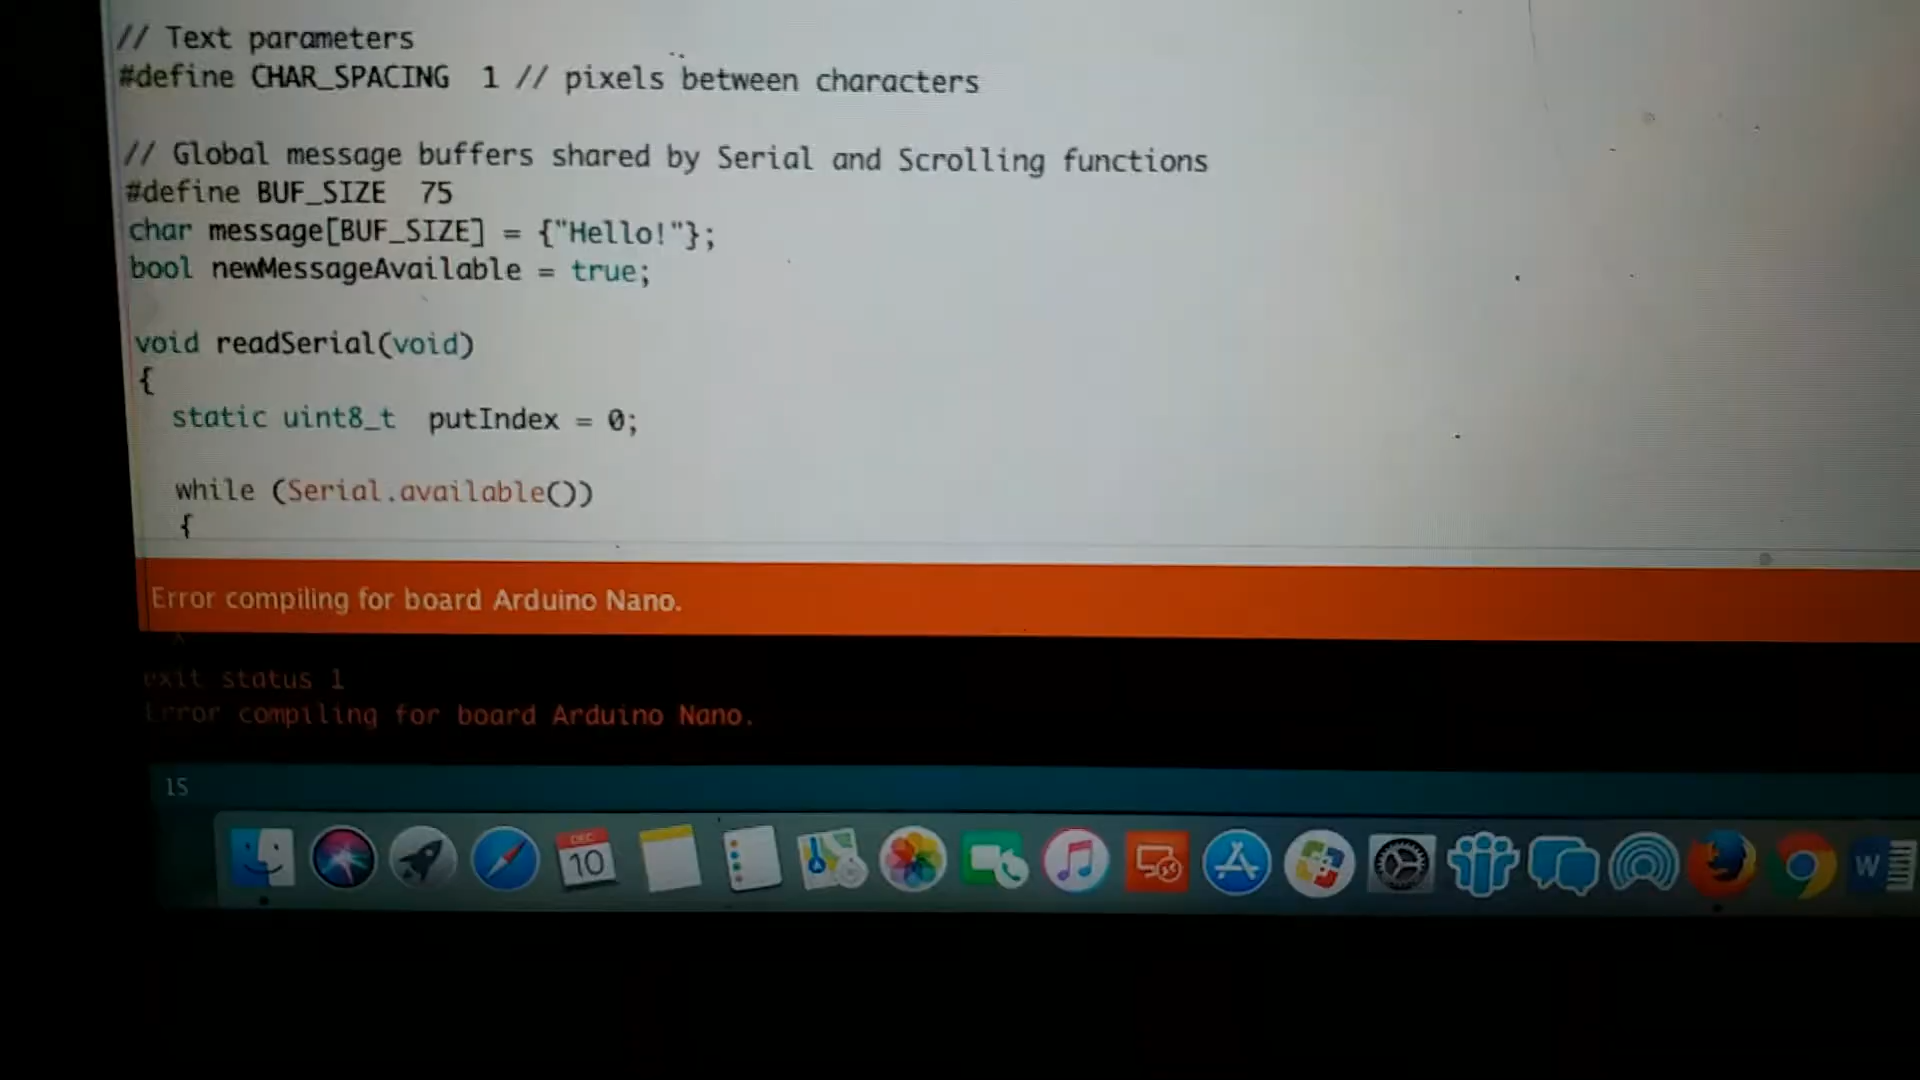 // Text parameters
#define CHAR_SPACING  1 // pixels between characters
// Global message buffers shared by Serial and Scrolling functions
#define BUF_SIZE  75
char message[BUF_SIZE] = {"Hello!"};
bool newMessageAvailable = true;
void readSerial(void)
{
static uint8_t  putIndex = 0;
while (Serial.available())
{
Error compiling for board Arduino Nano.
^
exit status 1
Error compiling for board Arduino Nano.
15
DEC
10
W